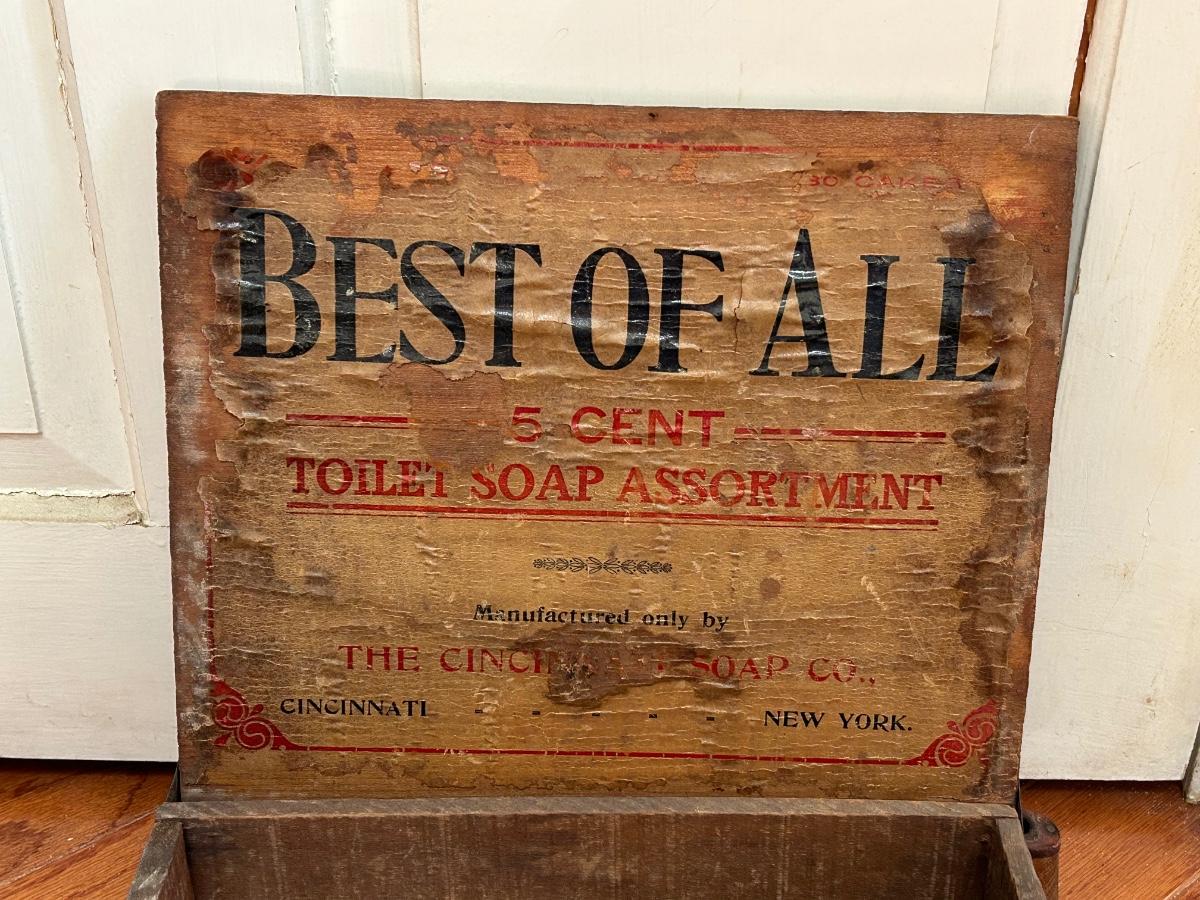 30 CAKES
BEST OF ALL
5 CENT
TOILET SOAP ASSORTMENT
Manufactured only by
THE CINCINNATI SOAP CO.,
CINCINNATI - - - - - NEW YORK.